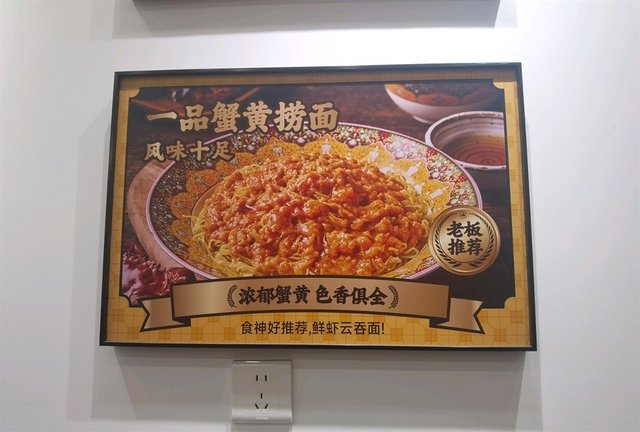 一品蟹黄捞面
风味十足
老板
推荐
浓郁蟹黄 色香俱全
食神好推荐,鲜虾云吞面!